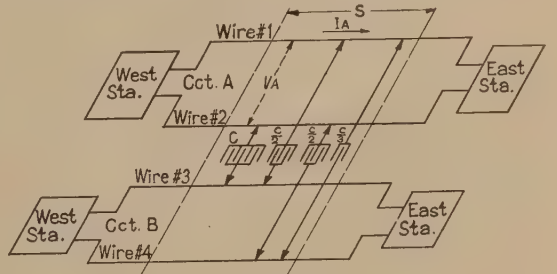 S
Wire#1
I_A
West
Sta.
Cct. A
V_A
East
Sta.
Wire#2
C
c/2
c/2
c/3
Wire#3
West
Sta.
Cct. B
East
Sta.
Wire#4